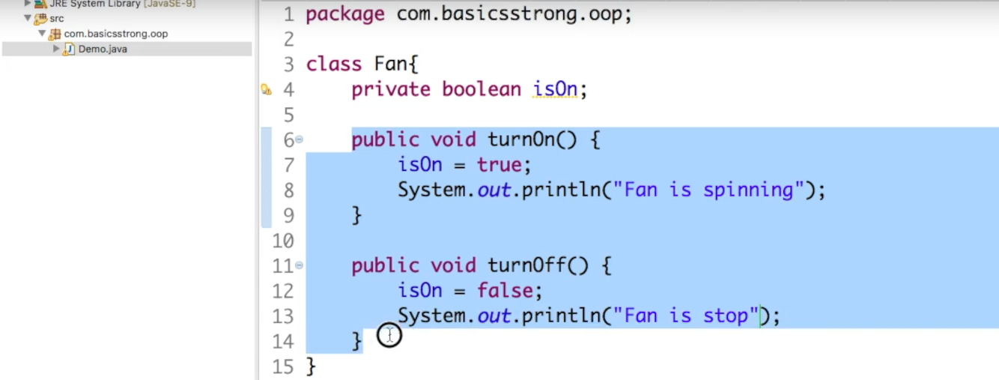 JRE System Library [JavaSE-9]
src
com.basicsstrong.oop
Demo.java
1 package com.basicsstrong.oop;
2
3 class Fan{
4     private boolean isOn;
5
6     public void turnOn() {
7         isOn = true;
8         System.out.println("Fan is spinning");
9     }
10
11     public void turnOff() {
12         isOn = false;
13         System.out.println("Fan is stop");
14     }
15 }